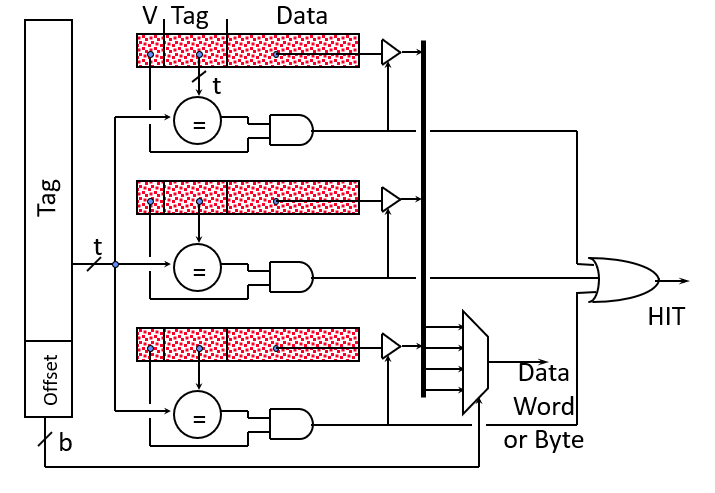 V Tag Data
t
=
Tag
t
=
HIT
Offset
Data
Word
or Byte
=
b